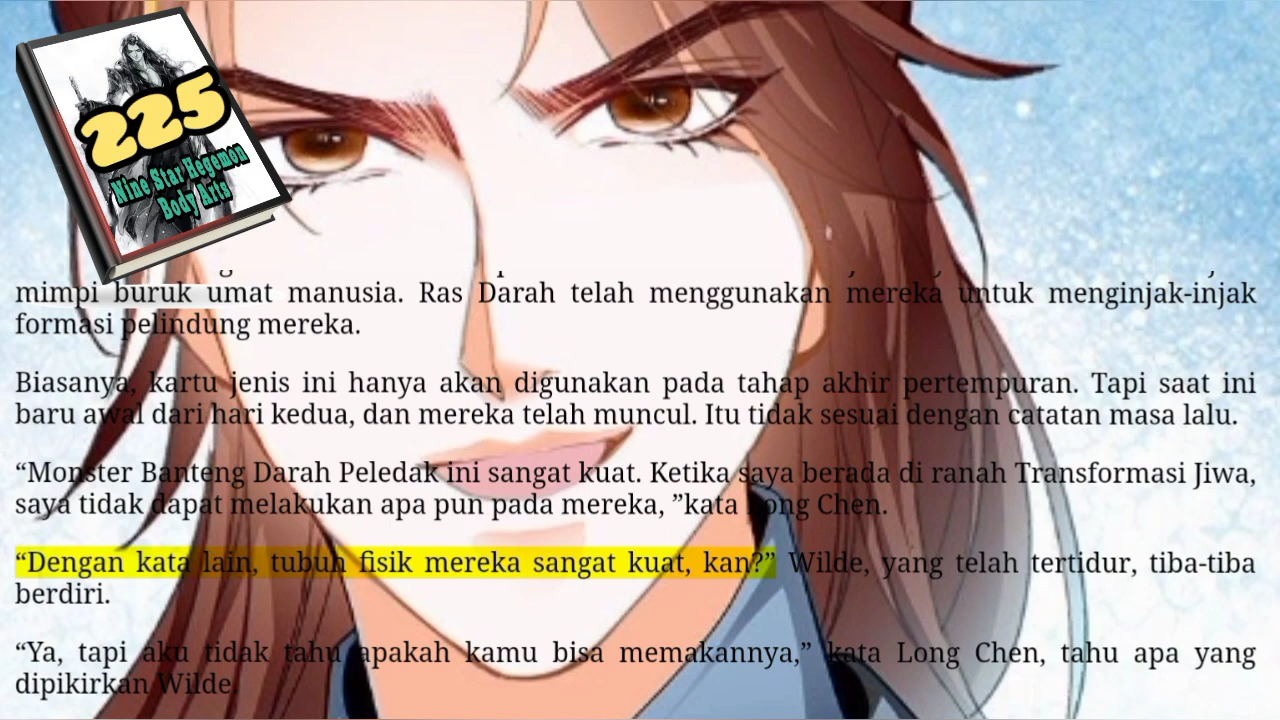 225
Nine Star Hegemon
Body Arts
mimpi buruk umat manusia. Ras Darah telah menggunakan mereka untuk menginjak-injak
formasi pelindung mereka.
Biasanya, kartu jenis ini hanya akan digunakan pada tahap akhir pertempuran. Tapi saat ini
baru awal dari hari kedua, dan mereka telah muncul. Itu tidak sesuai dengan catatan masa lalu.
“Monster Banteng Darah Peledak ini sangat kuat. Ketika saya berada di ranah Transformasi Jiwa,
saya tidak dapat melakukan apa pun pada mereka, ”kata Long Chen.
“Dengan kata lain, tubuh fisik mereka sangat kuat, kan?” Wilde, yang telah tertidur, tiba-tiba
berdiri.
“Ya, tapi aku tidak tahu apakah kamu bisa memakannya,” kata Long Chen, tahu apa yang
dipikirkan Wilde.